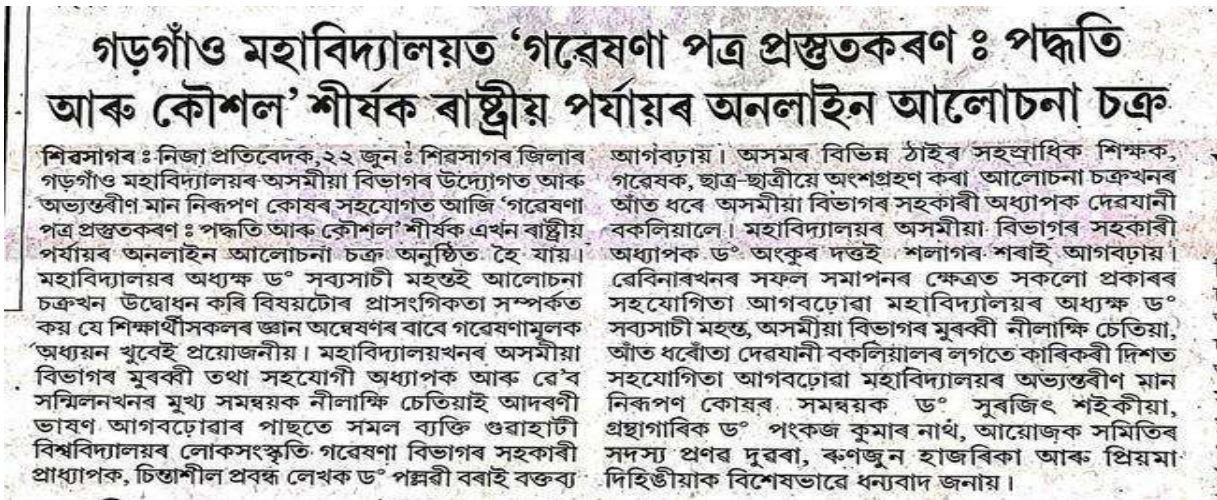 গড়গাঁও মহাবিদ্যালয়ত ‘গৱেষণা পত্ৰ প্ৰস্তুতকৰণ ঃ পদ্ধতি
আৰু কৌশল’ শীৰ্ষক ৰাষ্ট্ৰীয় পৰ্যায়ৰ অনলাইন আলোচনা চক্ৰ
শিৱসাগৰ ঃ নিজা প্ৰতিবেদক, ২২ জুন ঃ শিৱসাগৰ জিলাৰ
গড়গাঁও মহাবিদ্যালয়ৰ অসমীয়া বিভাগৰ উদ্যোগত আৰু
অভ্যন্তৰীণ মান নিৰূপণ কোষৰ সহযোগত আজি ‘গৱেষণা
পত্ৰ প্ৰস্তুতকৰণ ঃ পদ্ধতি আৰু কৌশল’ শীৰ্ষক এখন ৰাষ্ট্ৰীয়
পৰ্যায়ৰ অনলাইন আলোচনা চক্ৰ অনুষ্ঠিত হৈ যায়।
মহাবিদ্যালয়ৰ অধ্যক্ষ ড° সব্যসাচী মহন্তই আলোচনা
চক্ৰখন উদ্বোধন কৰি বিষয়টোৰ প্ৰাসংগিকতা সম্পৰ্কত
কয় যে শিক্ষাৰ্থীসকলৰ জ্ঞান অন্বেষণৰ বাবে গৱেষণামূলক
অধ্যয়ন খুবেই প্ৰয়োজনীয়। মহাবিদ্যালয়খনৰ অসমীয়া
বিভাগৰ মুৰব্বী তথা সহযোগী অধ্যাপক আৰু ৱে’ব
সন্মিলনখনৰ মুখ্য সমন্বয়ক নীলাক্ষি চেতিয়াই আদৰণী
ভাষণ আগবঢ়োৱাৰ পাছতে সমল ব্যক্তি গুৱাহাটী
বিশ্ববিদ্যালয়ৰ লোকসংস্কৃতি গৱেষণা বিভাগৰ সহকাৰী
প্ৰাধ্যাপক, চিন্তাশীল প্ৰবন্ধ লেখক ড° পল্লৱী বৰাই বক্তব্য
আগবঢ়ায়। অসমৰ বিভিন্ন ঠাইৰ সহস্ৰাধিক শিক্ষক,
গৱেষক, ছাত্ৰ-ছাত্ৰীয়ে অংশগ্ৰহণ কৰা আলোচনা চক্ৰখনৰ
আঁত ধৰে অসমীয়া বিভাগৰ সহকাৰী অধ্যাপক দেৱযানী
বকলিয়ালে। মহাবিদ্যালয়ৰ অসমীয়া বিভাগৰ সহকাৰী
অধ্যাপক ড° অংকুৰ দত্তই শলাগৰ শৰাই আগবঢ়ায়।
ৱেবিনাৰখনৰ সফল সমাপনৰ ক্ষেত্ৰত সকলো প্ৰকাৰৰ
সহযোগিতা আগবঢ়োৱা মহাবিদ্যালয়ৰ অধ্যক্ষ ড°
সব্যসাচী মহন্ত, অসমীয়া বিভাগৰ মুৰব্বী নীলাক্ষি চেতিয়া,
আঁত ধৰোঁতা দেৱযানী বকলিয়ালৰ লগতে কাৰিকৰী দিশত
সহযোগিতা আগবঢ়োৱা মহাবিদ্যালয়ৰ অভ্যন্তৰীণ মান
নিৰূপণ কোষৰ সমন্বয়ক ড° সুৰজিৎ শইকীয়া,
গ্ৰন্থাগাৰিক ড° পংকজ কুমাৰ নাথ, আয়োজক সমিতিৰ
সদস্য প্ৰণৱ দুৱৰা, ৰুণজুন হাজৰিকা আৰু প্ৰিয়মা
দিহিঙীয়াক বিশেষভাৱে ধন্যবাদ জনায়।